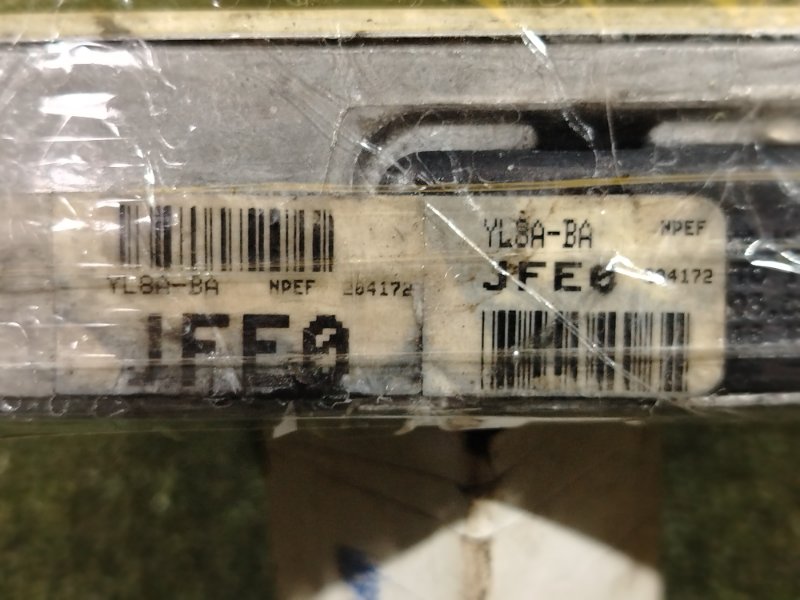 YL8A-BA NPEF 204172
JFE0
YL8A-BA NPEF
JFE0 204172